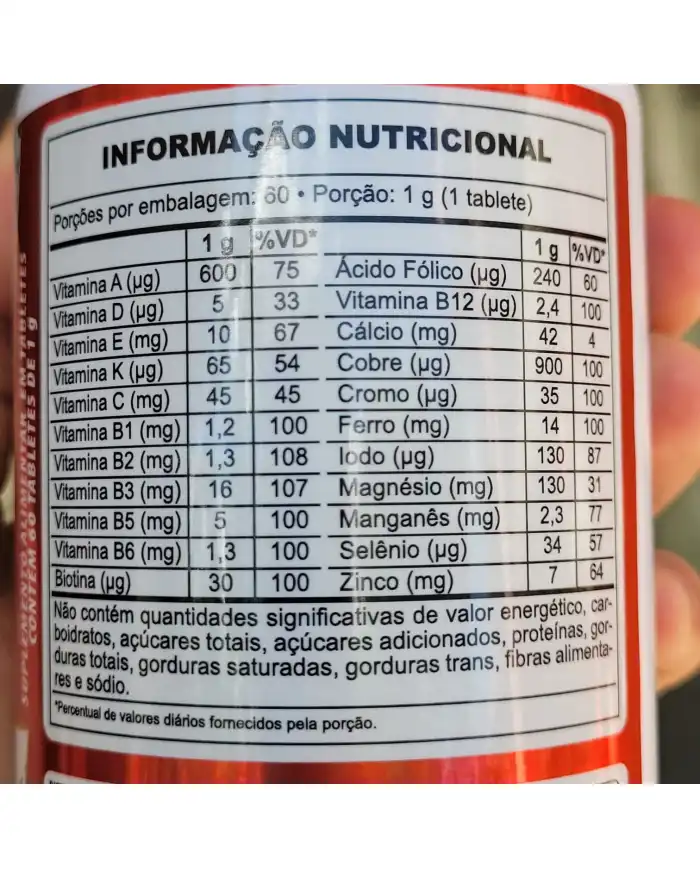 INFORMAÇÃO NUTRICIONAL
Porções por embalagem: 60 • Porção: 1 g (1 tablete)
1 g %VD* 1 g %VD*
Vitamina A (µg) 600 75 Ácido Fólico (µg) 240 60
Vitamina D (µg) 5 33 Vitamina B12 (µg) 2,4 100
Vitamina E (mg) 10 67 Cálcio (mg) 42 4
Vitamina K (µg) 65 54 Cobre (µg) 900 100
Vitamina C (mg) 45 45 Cromo (µg) 35 100
Vitamina B1 (mg) 1,2 100 Ferro (mg) 14 100
Vitamina B2 (mg) 1,3 108 Iodo (µg) 130 87
Vitamina B3 (mg) 16 107 Magnésio (mg) 130 31
Vitamina B5 (mg) 5 100 Manganês (mg) 2,3 77
Vitamina B6 (mg) 1,3 100 Selênio (µg) 34 57
Biotina (µg) 30 100 Zinco (mg) 7 64
Não contém quantidades significativas de valor energético, car-
boidratos, açúcares totais, açúcares adicionados, proteínas, gor-
duras totais, gorduras saturadas, gorduras trans, fibras alimenta-
res e sódio.
*Percentual de valores diários fornecidos pela porção.
SUPLEMENTO ALIMENTAR EM TABLETES
CONTÉM 60 TABLETES DE 1 g